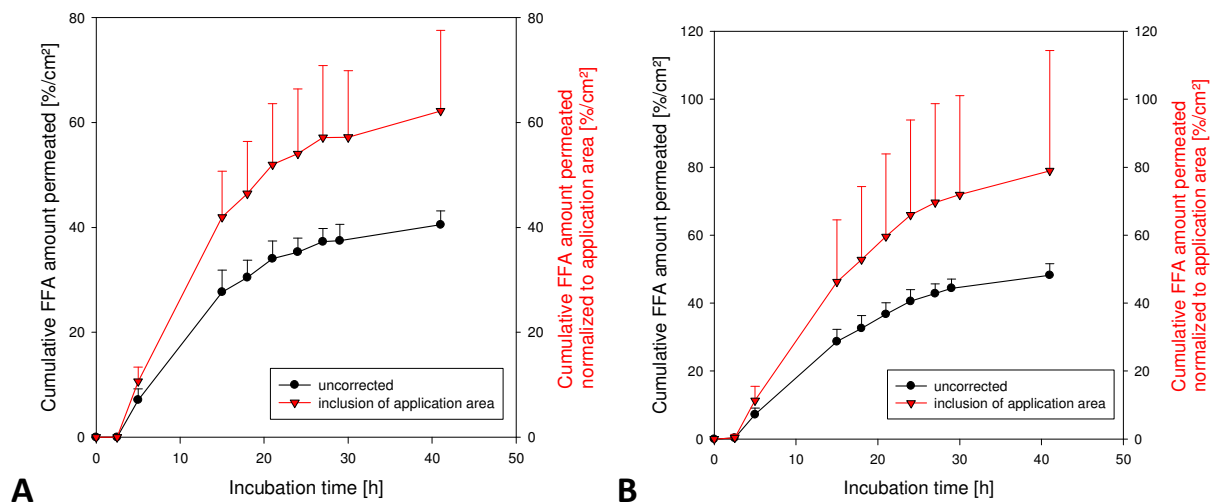 Cumulative FFA amount permeated [%/cm²]
80
60
40
20
0
80
60
40
20
0
Cumulative FFA amount permeated
normalized to application area [%/cm²]
uncorrected
inclusion of application area
0 10 20 30 40 50
Incubation time [h]
A
Cumulative FFA amount permeated [%/cm²]
120
100
80
60
40
20
0
120
100
80
60
40
20
0
Cumulative FFA amount permeated
normalized to application area [%/cm²]
uncorrected
inclusion of application area
0 10 20 30 40 50
Incubation time [h]
B